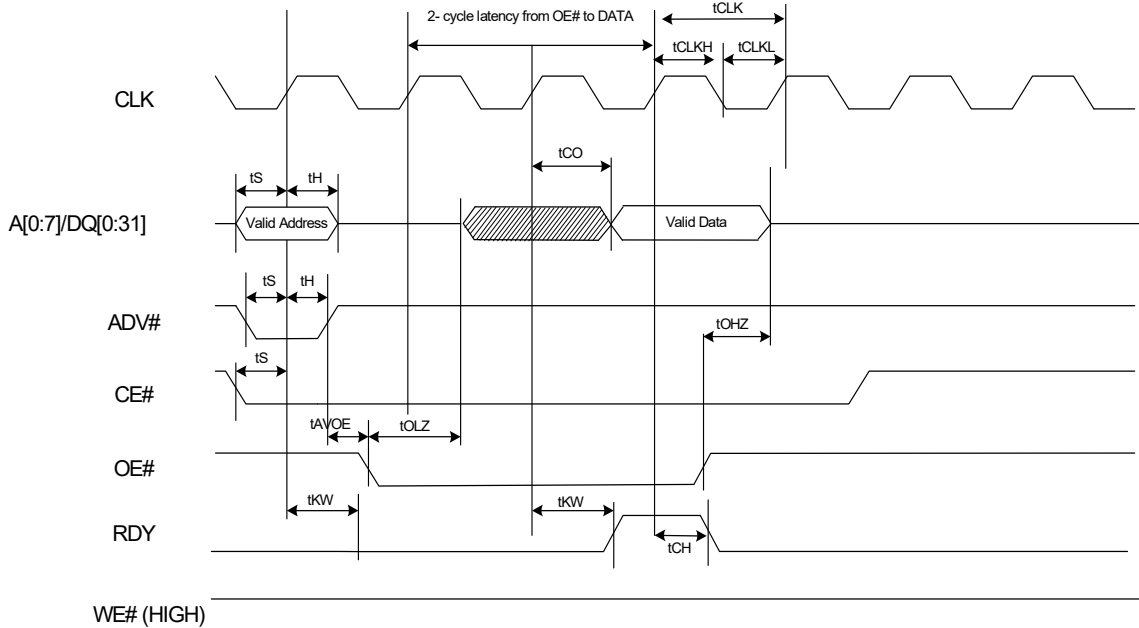 2- cycle latency from OE# to DATA
tCLK
tCLKH
tCLKL
CLK
tCO
tS
tH
A[0:7]/DQ[0:31]
Valid Address
Valid Data
tS
tH
ADV#
tOHZ
tS
CE#
tAVOE
tOLZ
OE#
tKW
tKW
RDY
tCH
WE# (HIGH)